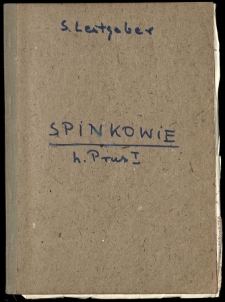 S. Leitgeber
SPINKOWIE
h. Prus I